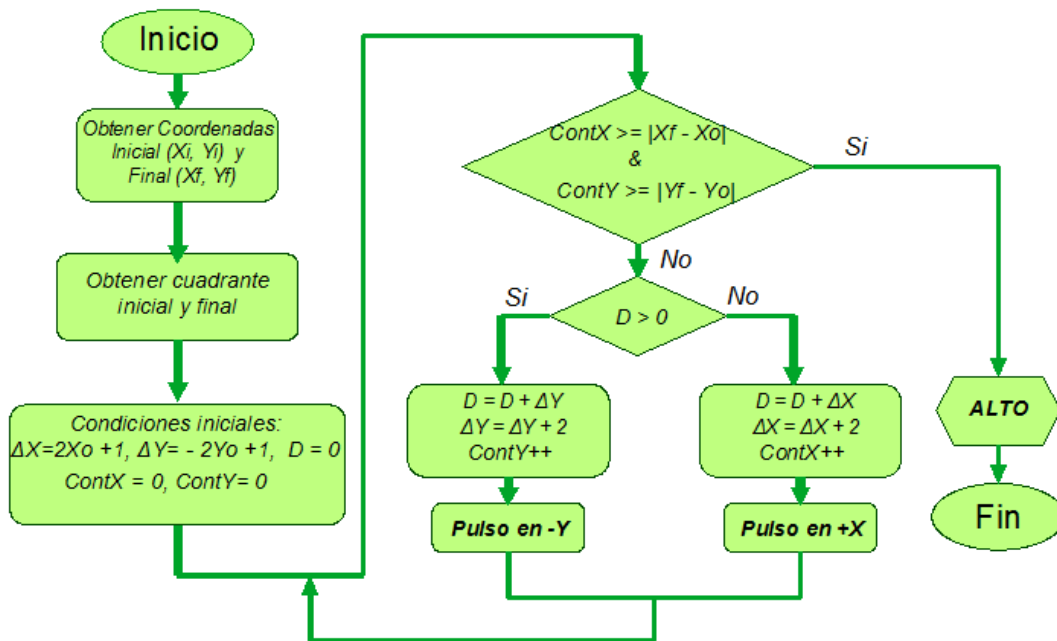 Inicio
Obtener Coordenadas
Inicial (Xi, Yi) y
Final (Xf, Yf)
Obtener cuadrante
inicial y final
Condiciones iniciales:
ΔX=2Xo +1, ΔY= - 2Yo +1, D = 0
ContX = 0, ContY= 0
ContX >= |Xf - Xo|
&
ContY >= |Yf - Yo|
Si
No
D > 0
Si
No
D = D + ΔY
ΔY = ΔY + 2
ContY++
Pulso en -Y
D = D + ΔX
ΔX = ΔX + 2
ContX++
Pulso en +X
ALTO
Fin